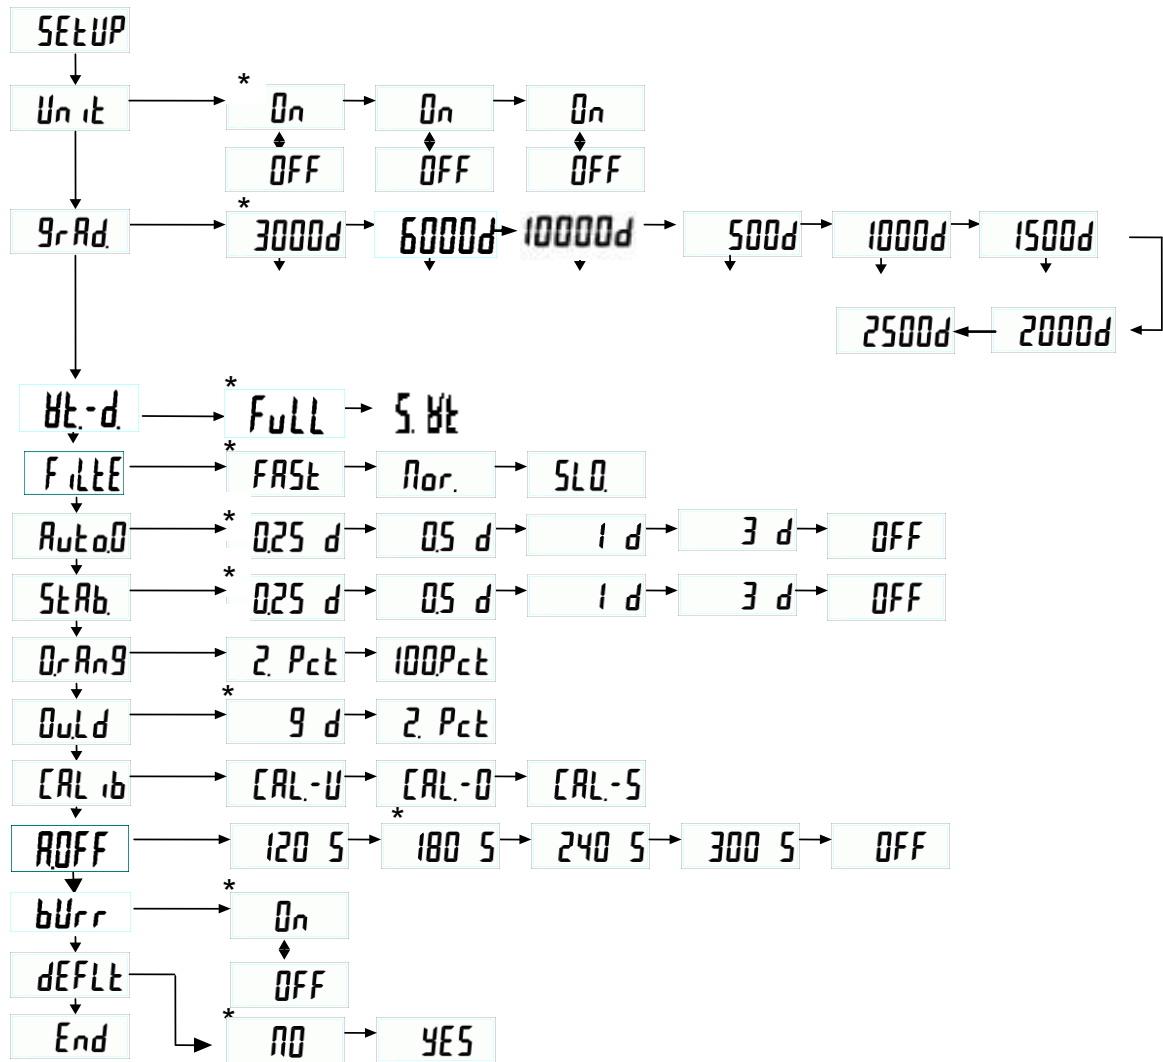 SEtUP
*
Unit On On On
OFF OFF OFF
*
grAd. 3000d 6000d 10000d 500d 1000d 1500d
2500d 2000d
*
Wt.-d. FuLL S. Wt
*
FiLtE FASt nor. SLO.
*
Auto.0 0.25 d 0.5 d 1 d 3 d OFF
*
StAb. 0.25 d 0.5 d 1 d 3 d OFF
0.rAng 2. Pct 100.Pct
*
Ou.Ld 9 d 2. Pct
CALib CAL.-U CAL.-0 CAL.-S
*
A.OFF 120 S 180 S 240 S 300 S OFF
*
bUrr On
OFF
dEFLt
*
End nO YES